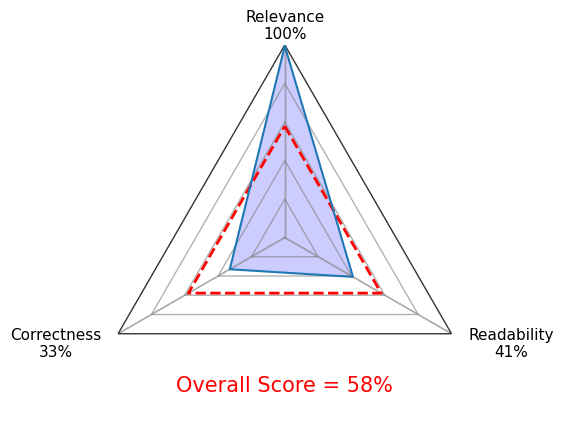 Relevance
100%
Correctness
33%
Readability
41%
Overall Score = 58%